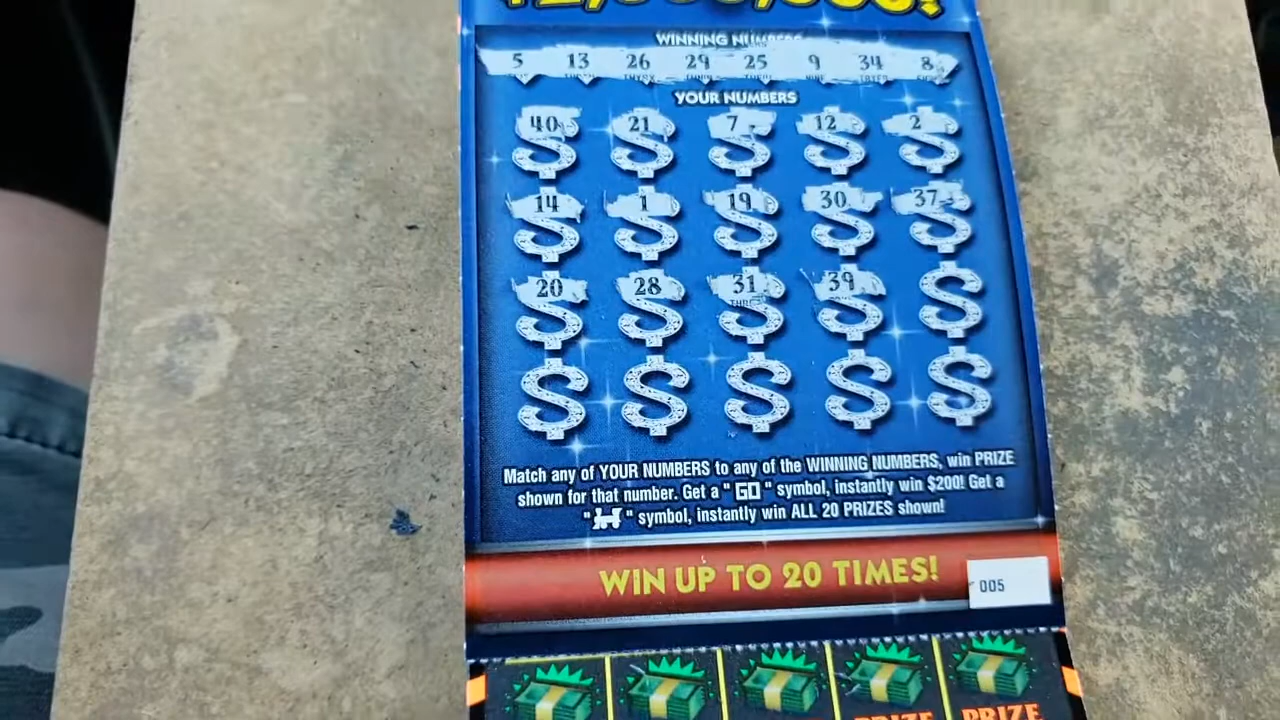 WINNING NUMBERS
5 13 26 29 25 9 34 8
YOUR NUMBERS
40 21 7 12 2
14 1 19 30 37
20 28 31 39
Match any of YOUR NUMBERS to any of the WINNING NUMBERS, win PRIZE
shown for that number. Get a "GO" symbol, instantly win $200! Get a
" " symbol, instantly win ALL 20 PRIZES shown!
WIN UP TO 20 TIMES!
005
PRIZE PRIZE